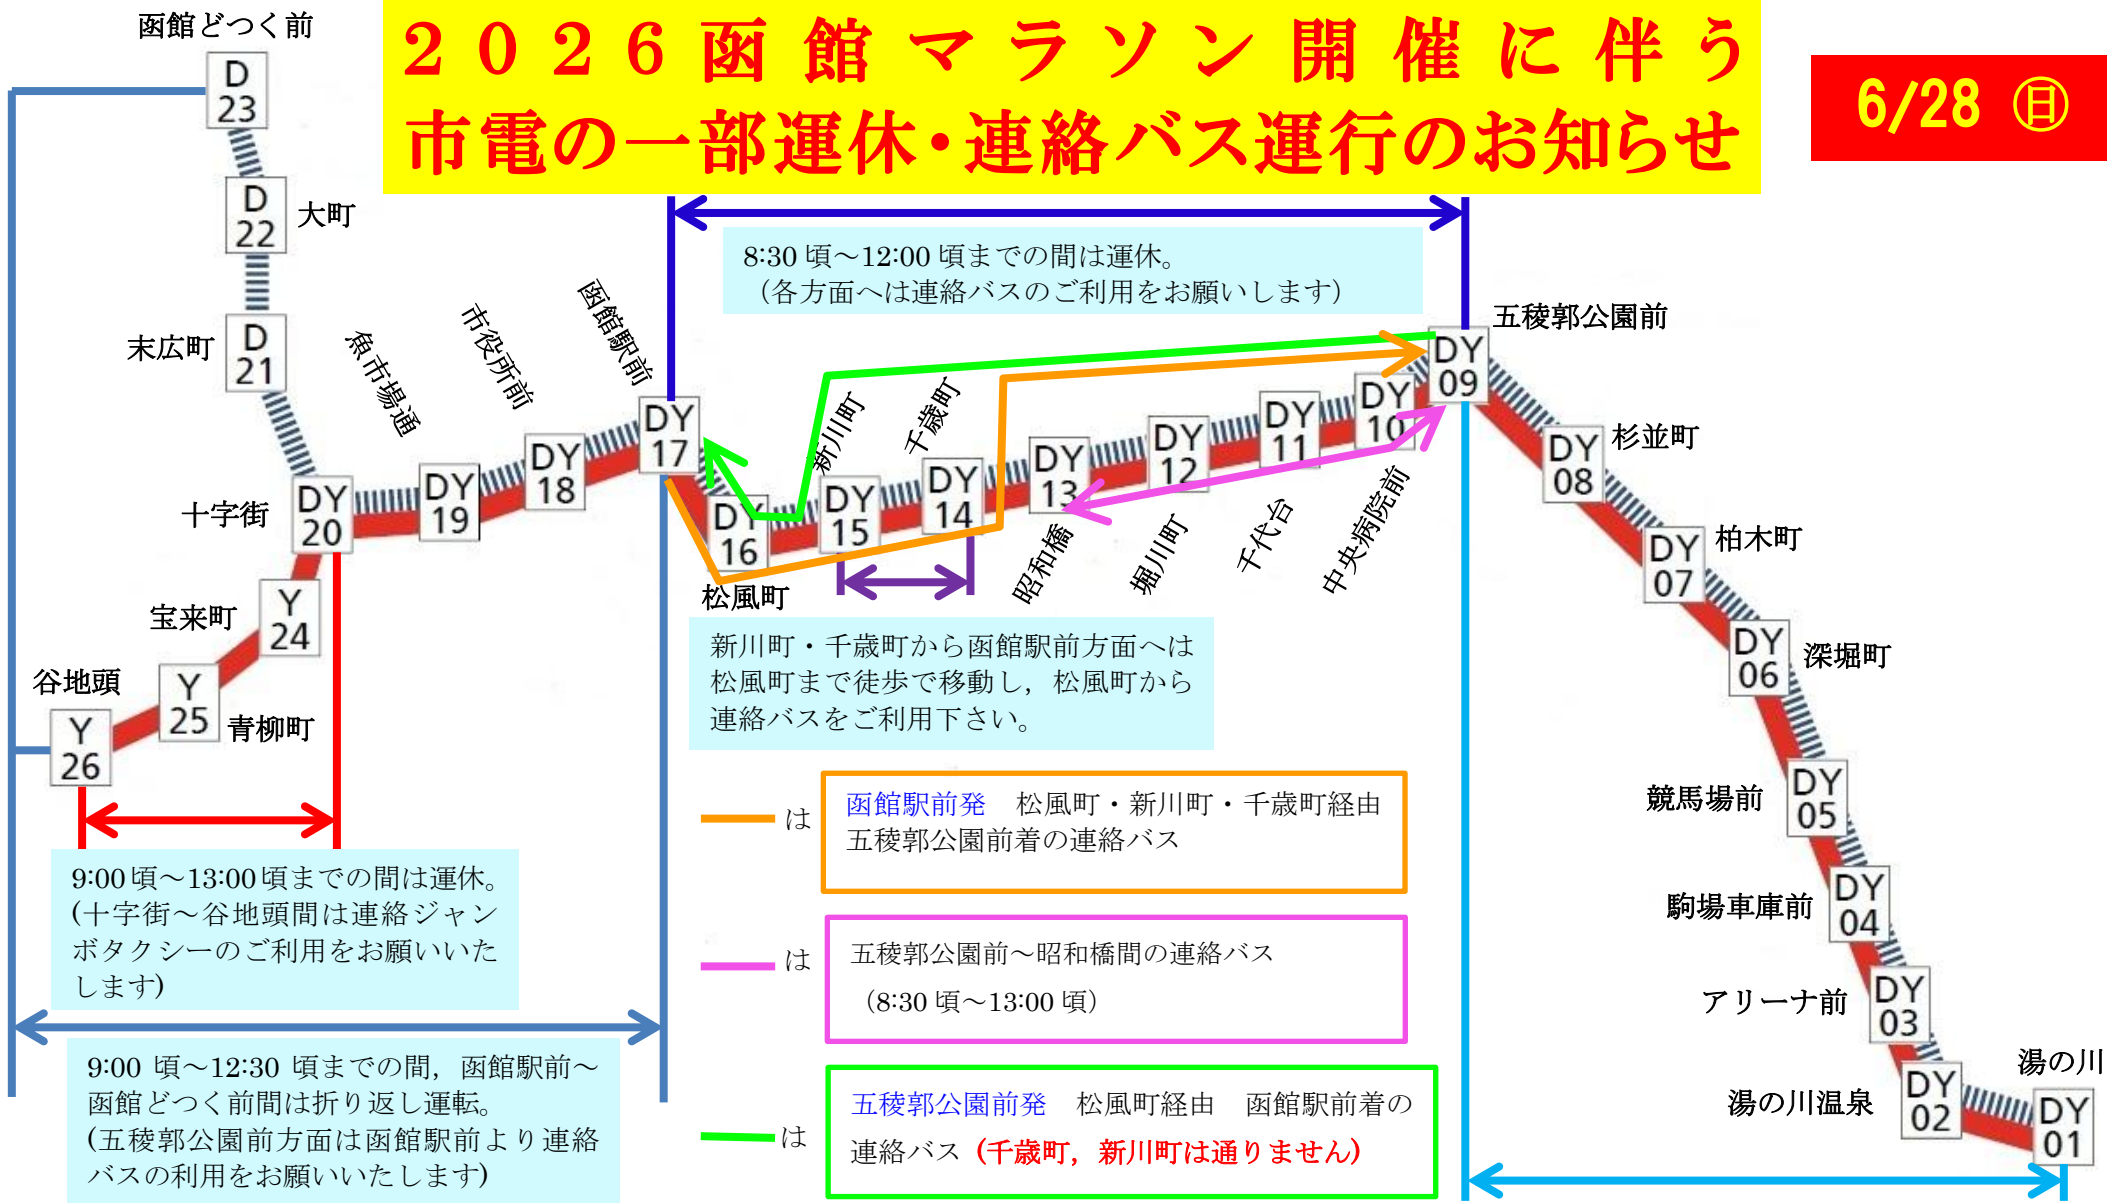 2026函館マラソン開催に伴う
市電の一部運休・連絡バス運行のお知らせ
6/28 ㊐
函館どつく前
D
23
D
22
大町
末広町
D
21
魚市場通
市役所前
函館駅前
十字街
DY
20
DY
19
DY
18
DY
17
宝来町
Y
24
谷地頭
Y
25
青柳町
Y
26
8:30 頃～12:00 頃までの間は運休。
（各方面へは連絡バスのご利用をお願いします）
DY
16
松風町
新川町
DY
15
千歳町
DY
14
DY
13
昭和橋
DY
12
堀川町
DY
11
千代台
DY
10
中央病院前
五稜郭公園前
DY
09
DY
08
杉並町
DY
07
柏木町
DY
06
深堀町
競馬場前
DY
05
駒場車庫前
DY
04
アリーナ前
DY
03
湯の川温泉
DY
02
湯の川
DY
01
新川町・千歳町から函館駅前方面へは
松風町まで徒歩で移動し，松風町から
連絡バスをご利用下さい。
9:00頃～13:00頃までの間は運休。
(十字街～谷地頭間は連絡ジャン
ボタクシーのご利用をお願いいた
します)
9:00 頃～12:30 頃までの間，函館駅前～
函館どつく前間は折り返し運転。
(五稜郭公園前方面は函館駅前より連絡
バスの利用をお願いいたします)
は
函館駅前発　松風町・新川町・千歳町経由
五稜郭公園前着の連絡バス
は
五稜郭公園前～昭和橋間の連絡バス
（8:30 頃～13:00 頃）
は
五稜郭公園前発　松風町経由　函館駅前着の
連絡バス (千歳町，新川町は通りません)